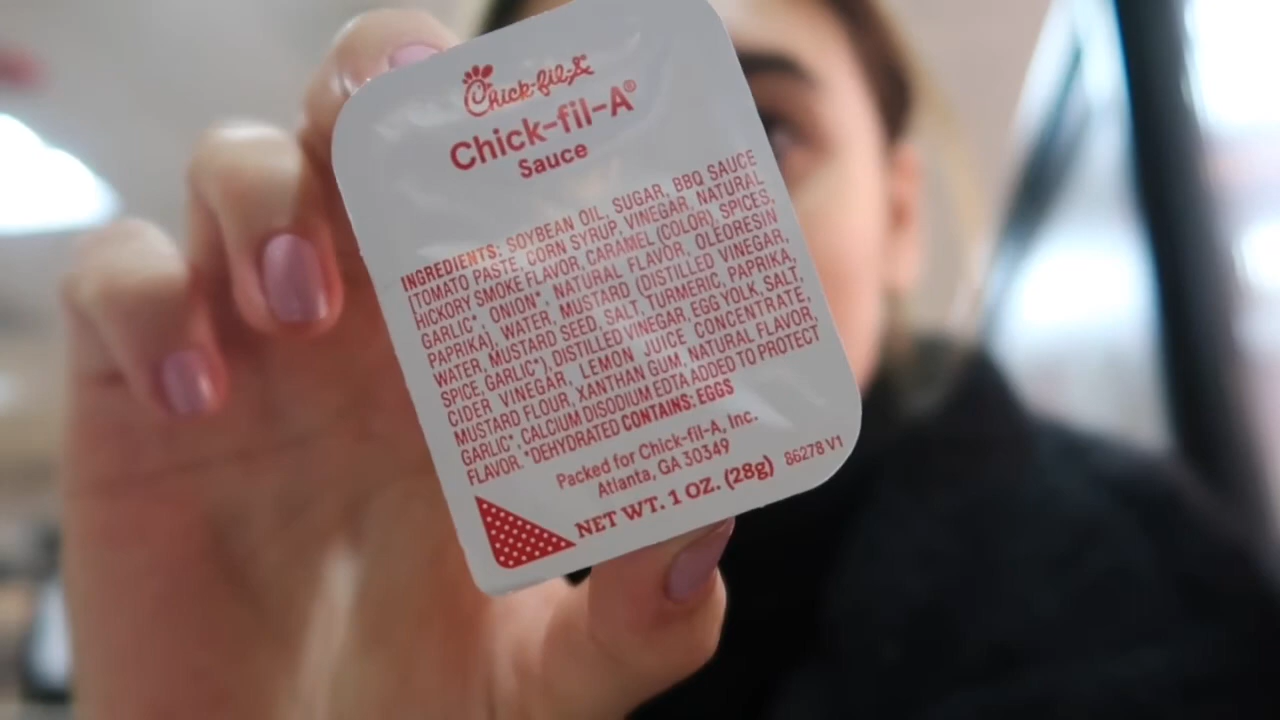 Chick-fil-A
Chick-fil-A®
Sauce
INGREDIENTS: SOYBEAN OIL, SUGAR, BBQ SAUCE
[TOMATO PASTE, CORN SYRUP, VINEGAR, NATURAL
HICKORY SMOKE FLAVOR, CARAMEL (COLOR), SPICES,
GARLIC*, ONION*, NATURAL FLAVOR, OLEORESIN
PAPRIKA], WATER, MUSTARD (DISTILLED VINEGAR,
WATER, MUSTARD SEED, SALT, TURMERIC, PAPRIKA,
SPICE, GARLIC*), DISTILLED VINEGAR, EGG YOLK, SALT,
CIDER VINEGAR, LEMON JUICE CONCENTRATE,
MUSTARD FLOUR, XANTHAN GUM, NATURAL FLAVOR,
GARLIC*, CALCIUM DISODIUM EDTA ADDED TO PROTECT
FLAVOR. *DEHYDRATED CONTAINS: EGGS
Packed for Chick-fil-A, Inc.
Atlanta, GA 30349
NET WT. 1 OZ. (28g) 86278 V1